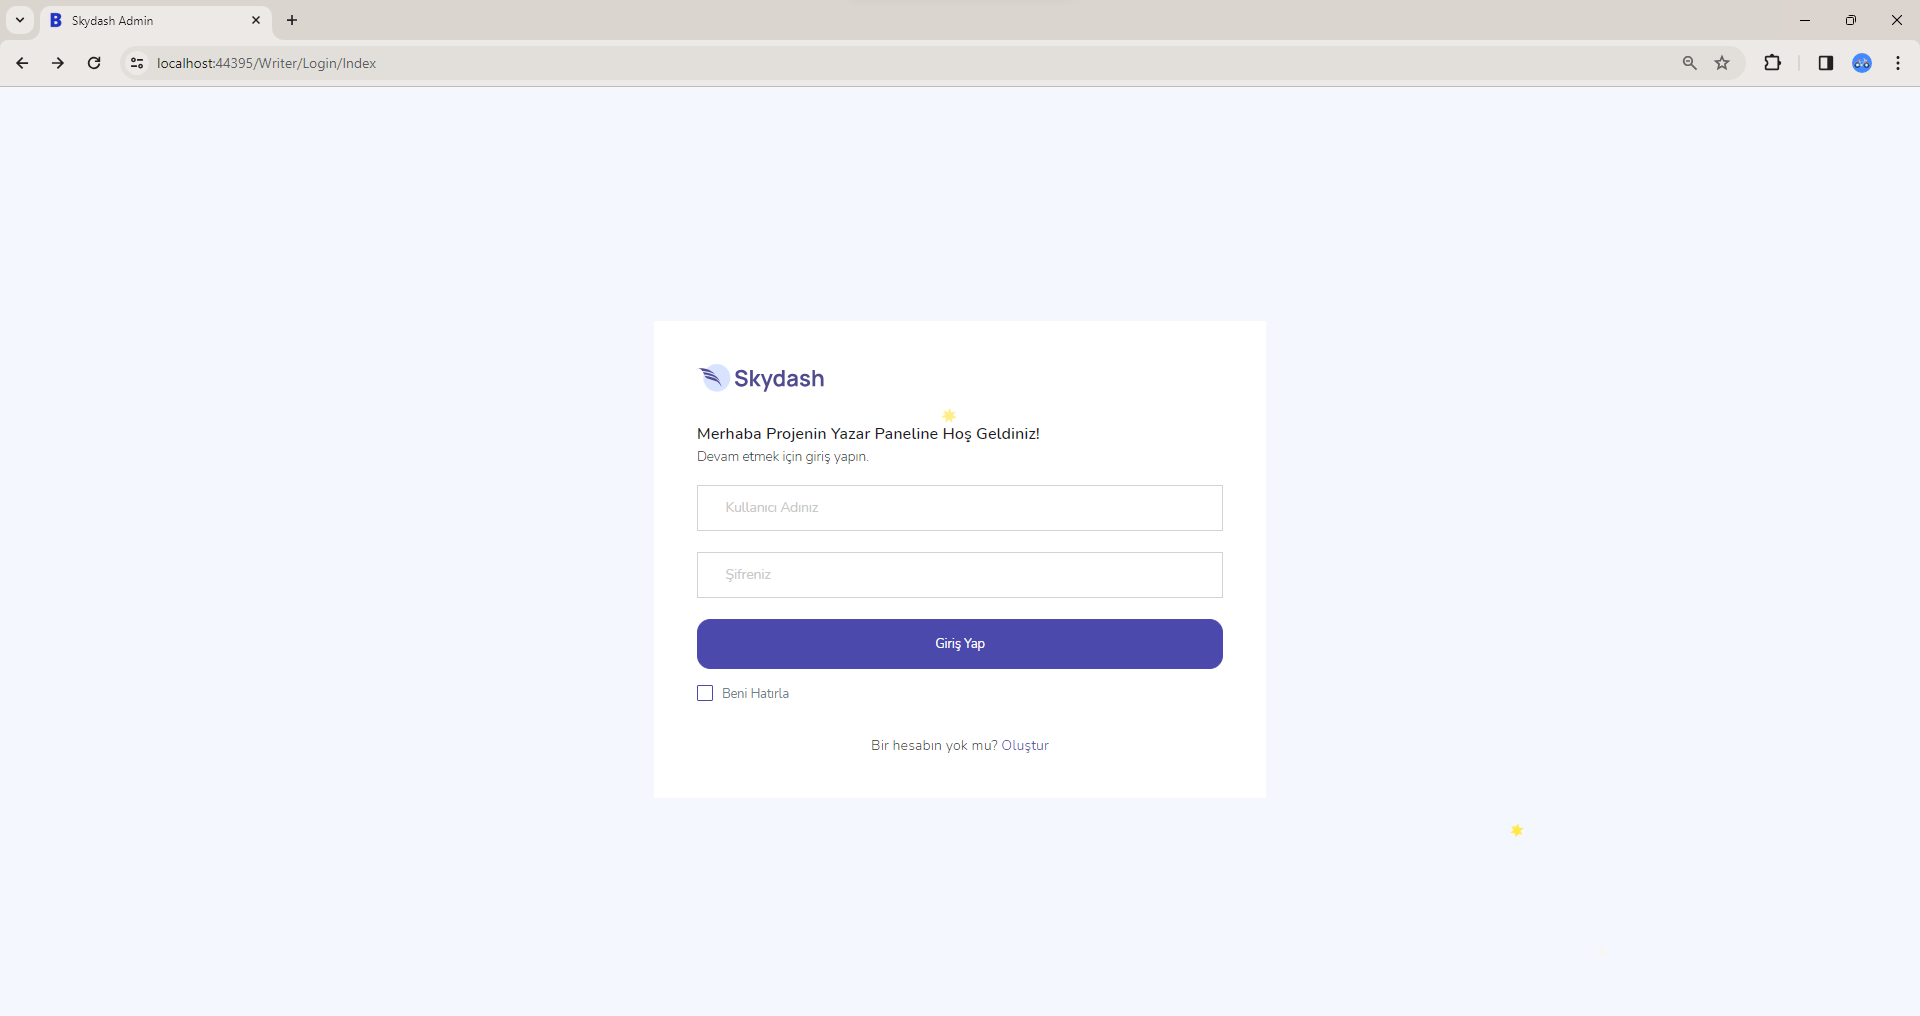 Skydash Admin
localhost:44395/Writer/Login/Index
Skydash
Merhaba Projenin Yazar Paneline Hoş Geldiniz!
Devam etmek için giriş yapın.
Kullanıcı Adınız
Şifreniz
Giriş Yap
Beni Hatırla
Bir hesabın yok mu? Oluştur